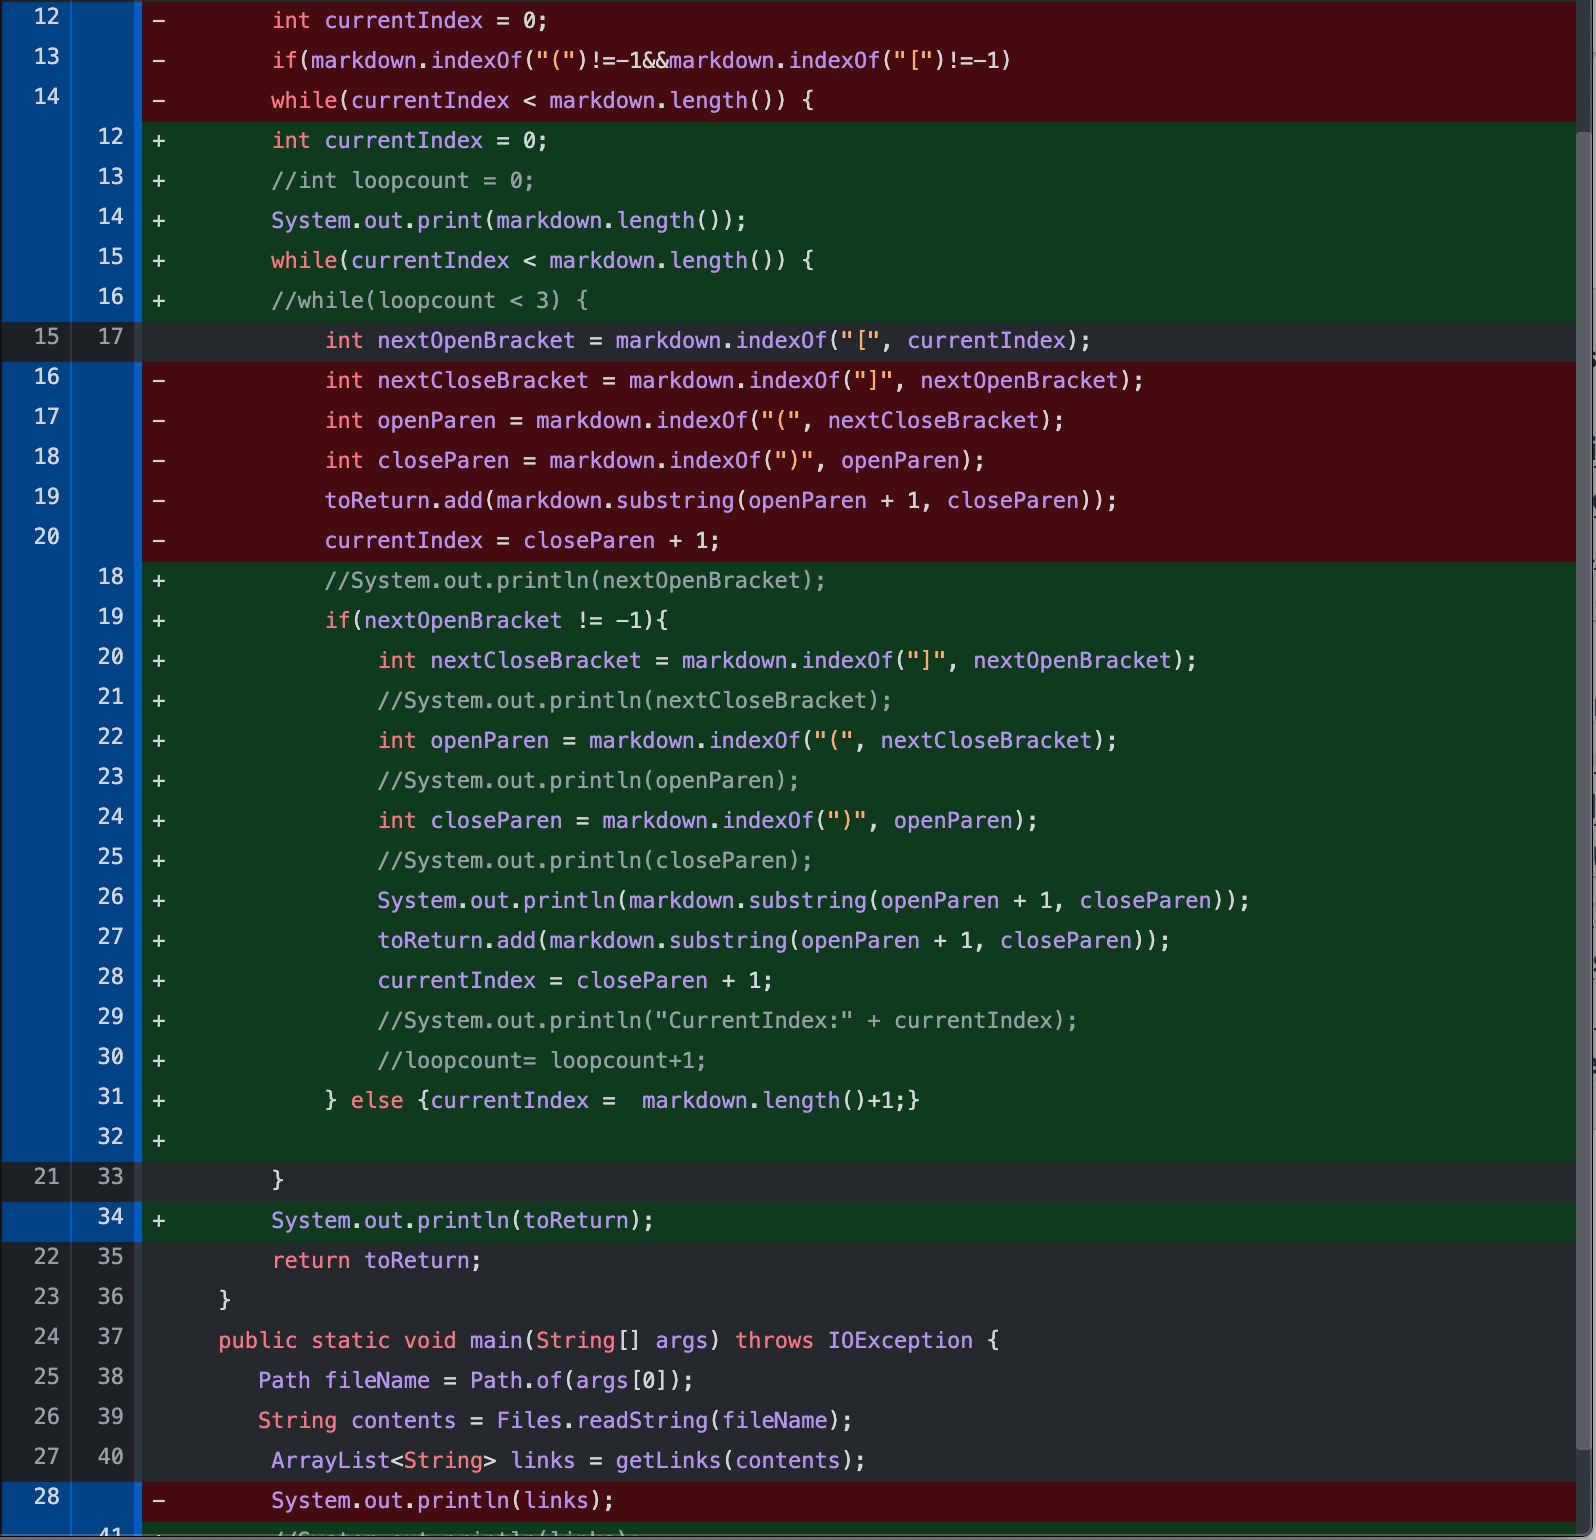 12 - int currentIndex = 0;
13 - if(markdown.indexOf("(")!=-1&&markdown.indexOf("[")!=-1)
14 - while(currentIndex < markdown.length()) {
12 + int currentIndex = 0;
13 + //int loopcount = 0;
14 + System.out.print(markdown.length());
15 + while(currentIndex < markdown.length()) {
16 + //while(loopcount < 3) {
15 17 int nextOpenBracket = markdown.indexOf("[", currentIndex);
16 - int nextCloseBracket = markdown.indexOf("]", nextOpenBracket);
17 - int openParen = markdown.indexOf("(", nextCloseBracket);
18 - int closeParen = markdown.indexOf(")", openParen);
19 - toReturn.add(markdown.substring(openParen + 1, closeParen));
20 - currentIndex = closeParen + 1;
18 + //System.out.println(nextOpenBracket);
19 + if(nextOpenBracket != -1){
20 + int nextCloseBracket = markdown.indexOf("]", nextOpenBracket);
21 + //System.out.println(nextCloseBracket);
22 + int openParen = markdown.indexOf("(", nextCloseBracket);
23 + //System.out.println(openParen);
24 + int closeParen = markdown.indexOf(")", openParen);
25 + //System.out.println(closeParen);
26 + System.out.println(markdown.substring(openParen + 1, closeParen));
27 + toReturn.add(markdown.substring(openParen + 1, closeParen));
28 + currentIndex = closeParen + 1;
29 + //System.out.println("CurrentIndex:" + currentIndex);
30 + //loopcount= loopcount+1;
31 + } else {currentIndex =  markdown.length()+1;}
32 +
21 33 }
34 + System.out.println(toReturn);
22 35 return toReturn;
23 36 }
24 37 public static void main(String[] args) throws IOException {
25 38 Path fileName = Path.of(args[0]);
26 39 String contents = Files.readString(fileName);
27 40 ArrayList<String> links = getLinks(contents);
28 - System.out.println(links);
41 + //System.out.println(links);